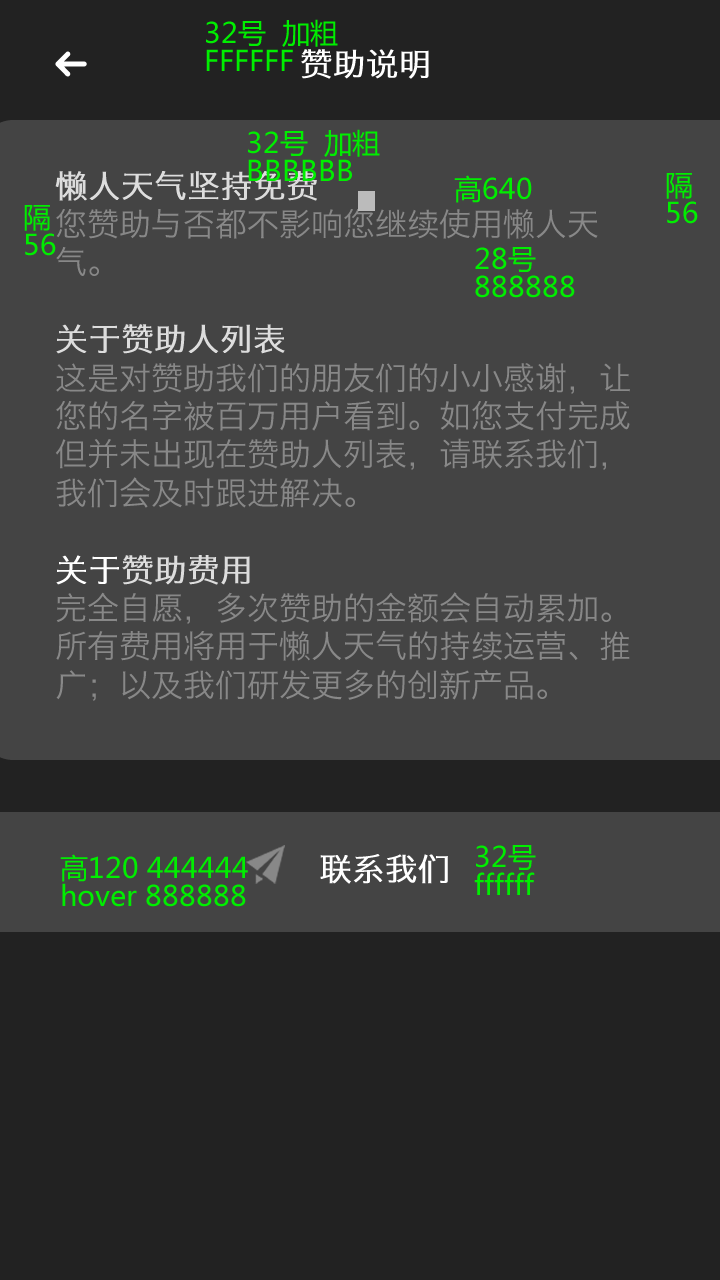 32号 加粗
FFFFFF
赞助说明
32号 加粗
BBBBBB
懒人天气坚持免费
高640
隔
56
隔
56
您赞助与否都不影响您继续使用懒人天
气。
28号
888888
关于赞助人列表
这是对赞助我们的朋友们的小小感谢，让
您的名字被百万用户看到。如您支付完成
但并未出现在赞助人列表，请联系我们，
我们会及时跟进解决。
关于赞助费用
完全自愿，多次赞助的金额会自动累加。
所有费用将用于懒人天气的持续运营、推
广；以及我们研发更多的创新产品。
高120 444444
hover 888888
联系我们
32号
ffffff